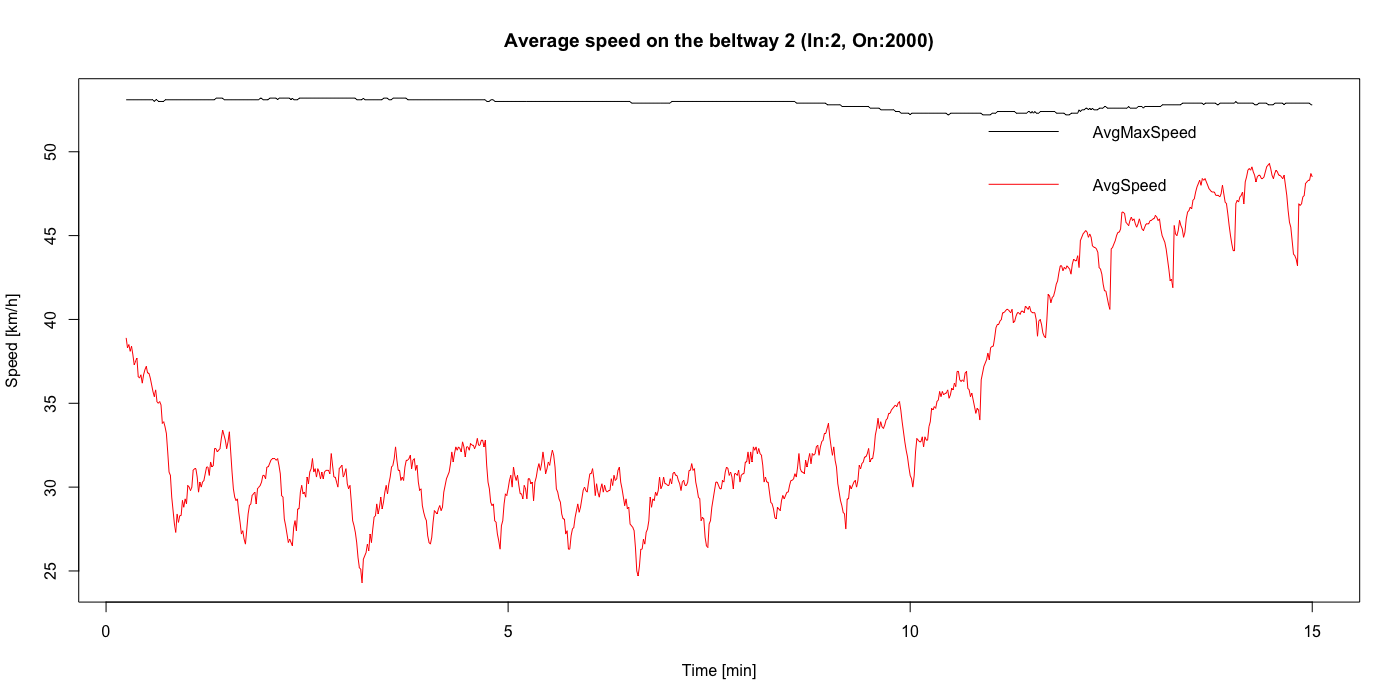 Average speed on the beltway 2 (In:2, On:2000)
AvgMaxSpeed
AvgSpeed
Speed [km/h]
50
45
40
35
30
25
0 5 10 15
Time [min]